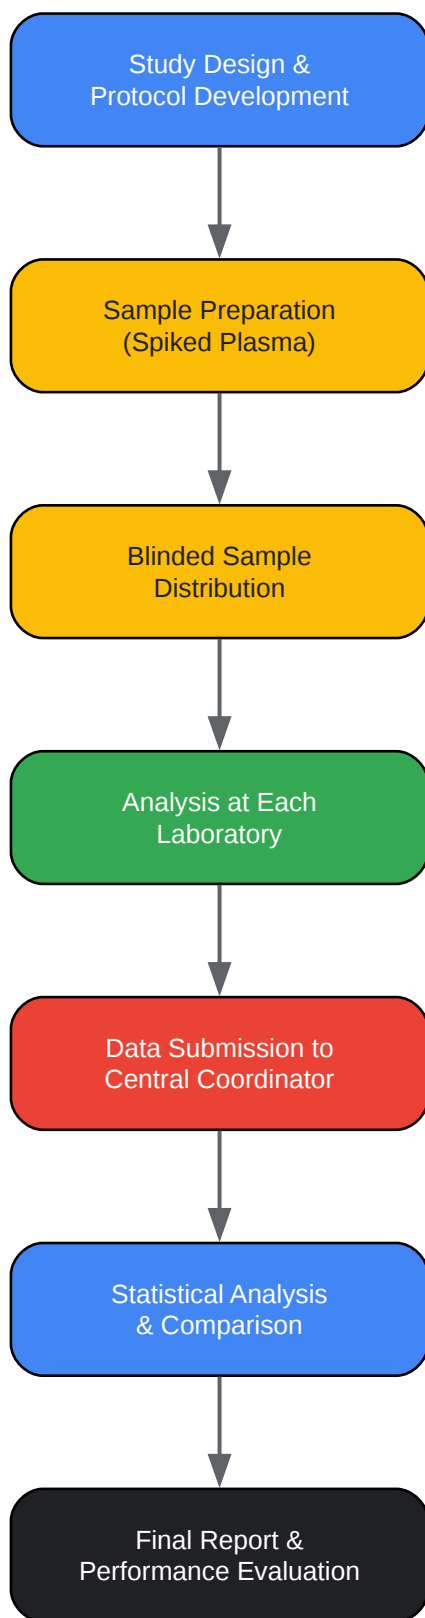 Study Design &
Protocol Development
Sample Preparation
(Spiked Plasma)
Blinded Sample
Distribution
Analysis at Each
Laboratory
Data Submission to
Central Coordinator
Statistical Analysis
& Comparison
Final Report &
Performance Evaluation